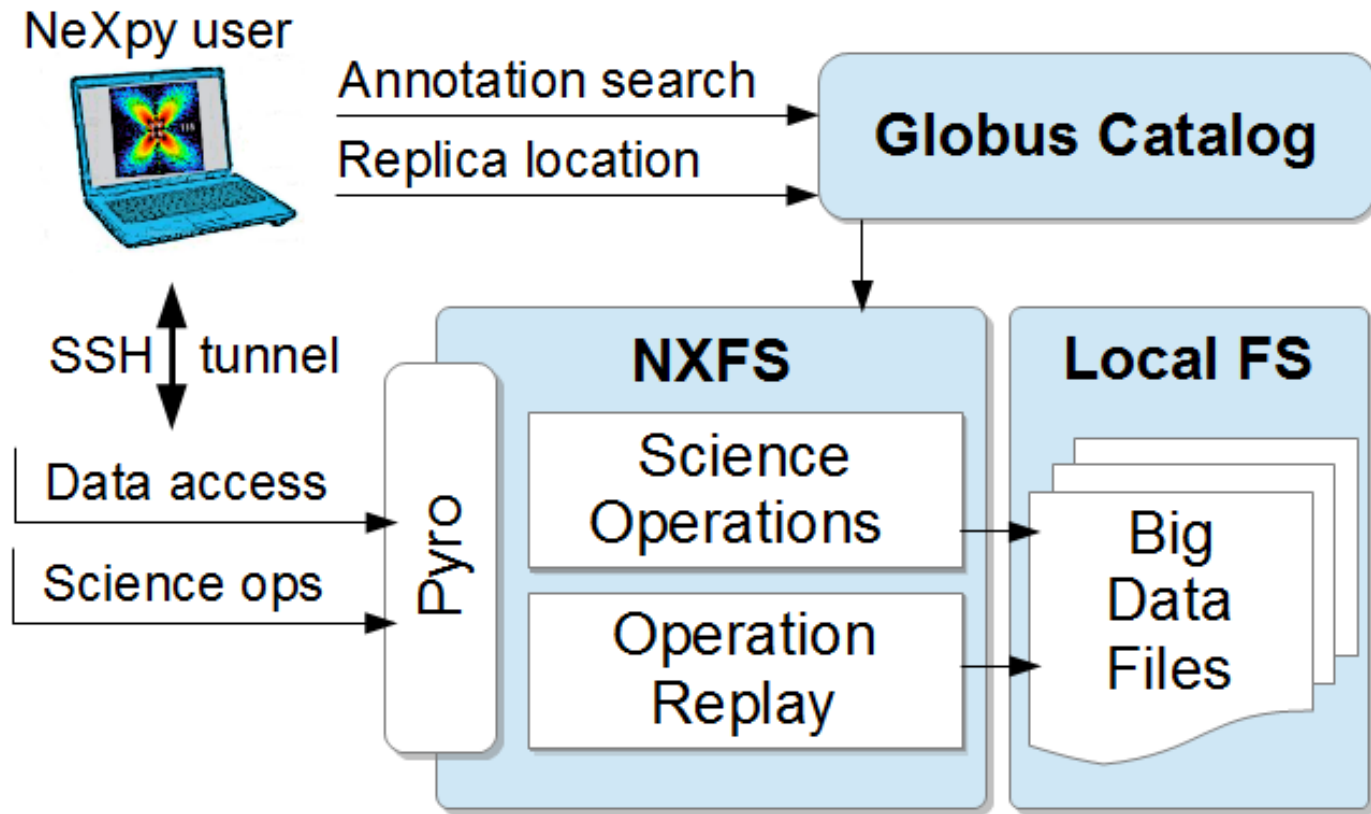 NeXpy user
Annotation search
Replica location
Globus Catalog
SSH tunnel
Data access
Science ops
Pyro
NXFS
Science
Operations
Operation
Replay
Local FS
Big
Data
Files